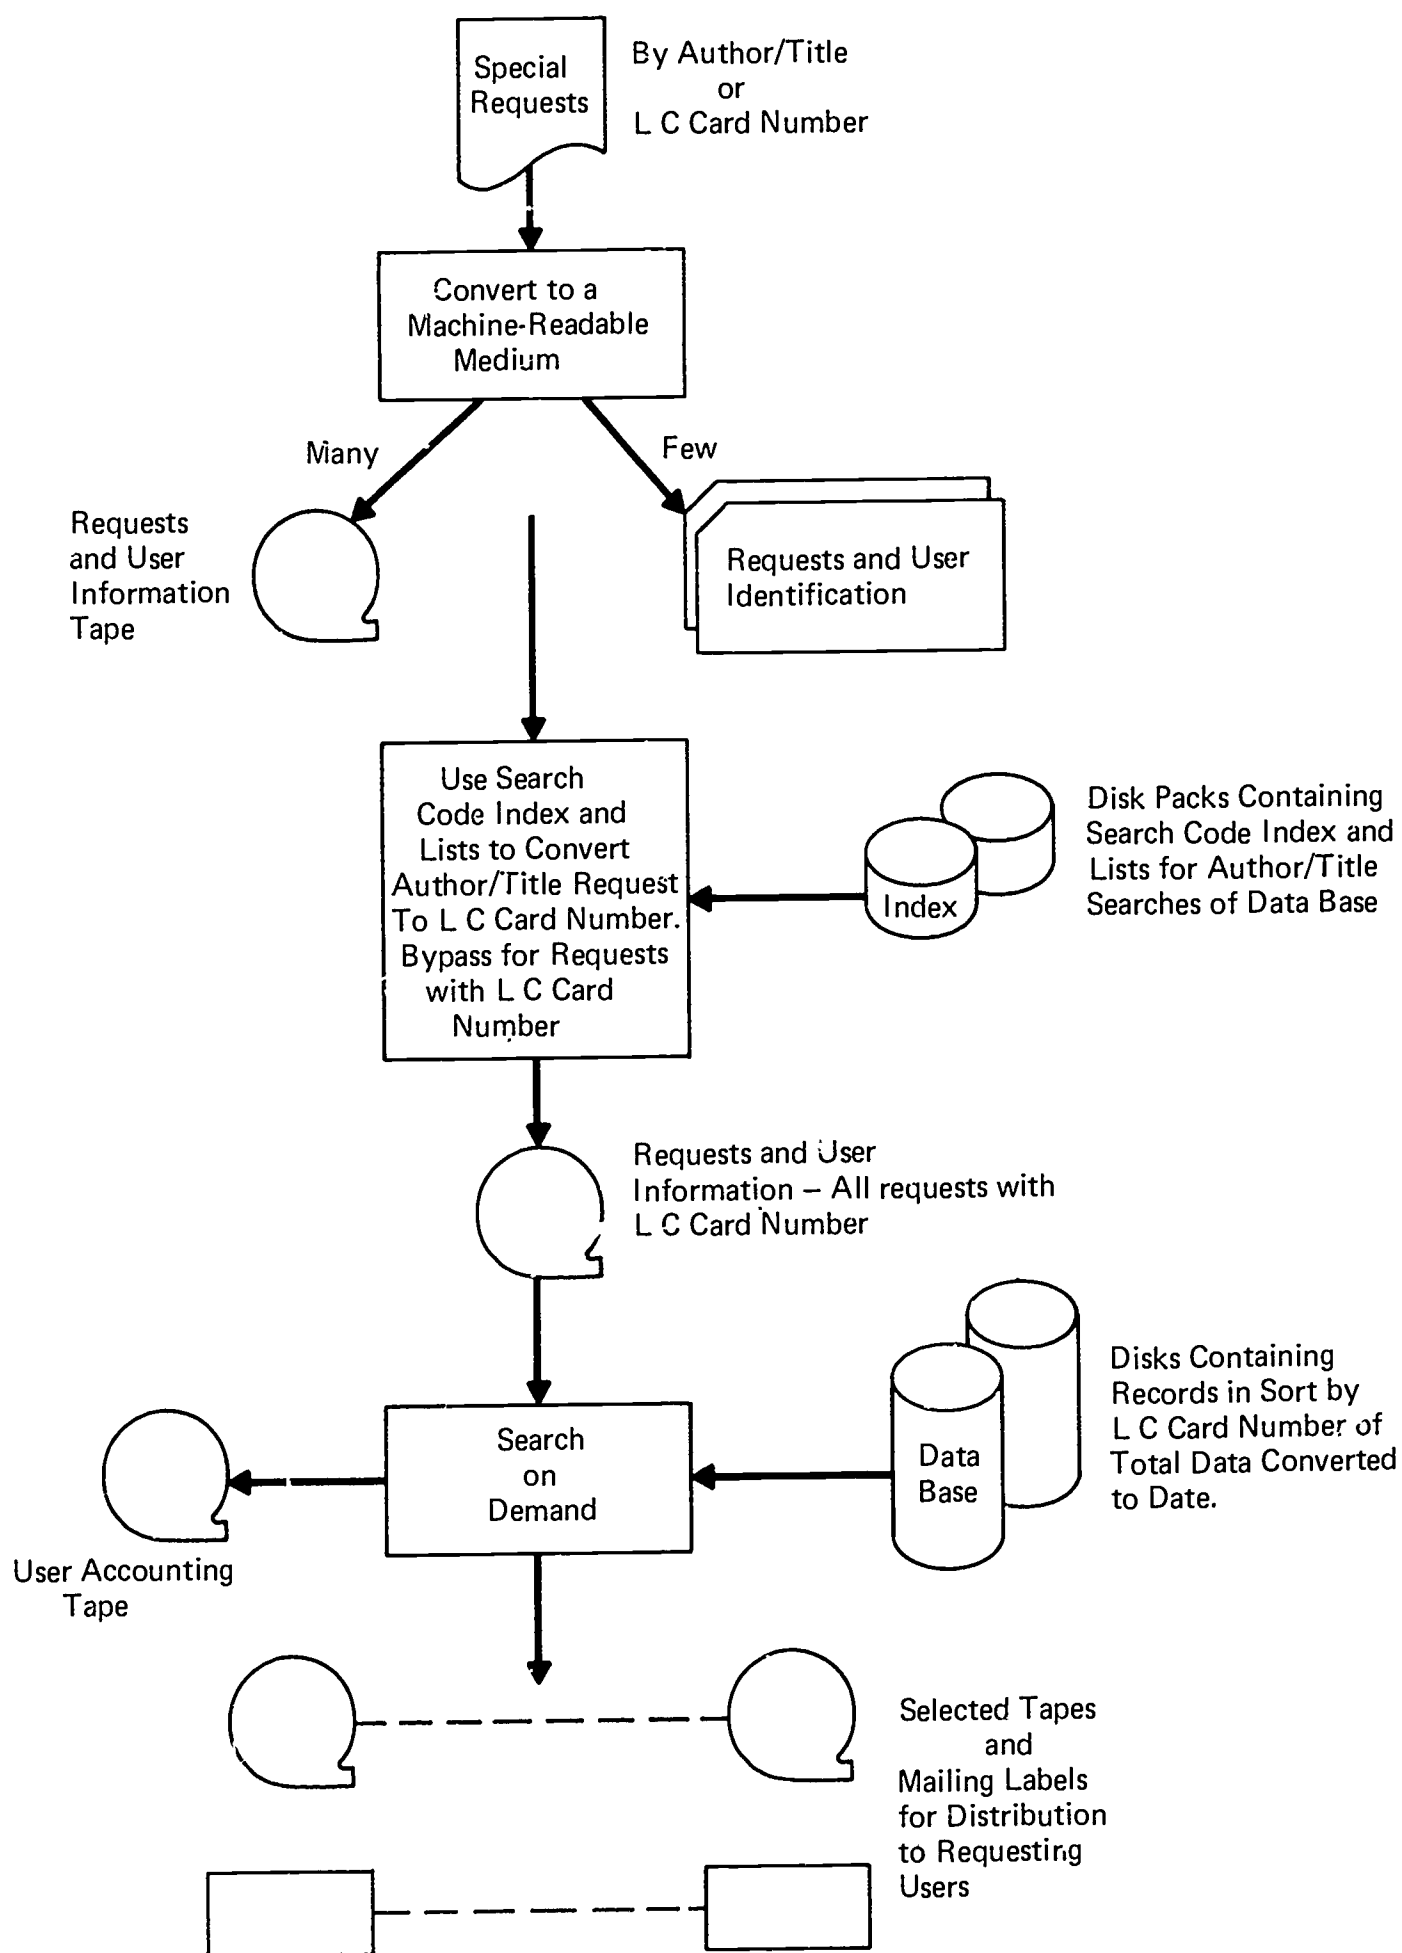 Special
Requests
By Author/Title
or
L C Card Number
Convert to a
Machine-Readable
Medium
Many
Few
Requests
and User
Information
Tape
Requests and User
Identification
Use Search
Code Index and
Lists to Convert
Author/Title Request
To L C Card Number.
Bypass for Requests
with L C Card
Number
Index
Disk Packs Containing
Search Code Index and
Lists for Author/Title
Searches of Data Base
Requests and User
Information – All requests with
L C Card Number
Search
on
Demand
Data
Base
Disks Containing
Records in Sort by
L C Card Number of
Total Data Converted
to Date.
User Accounting
Tape
Selected Tapes
and
Mailing Labels
for Distribution
to Requesting
Users